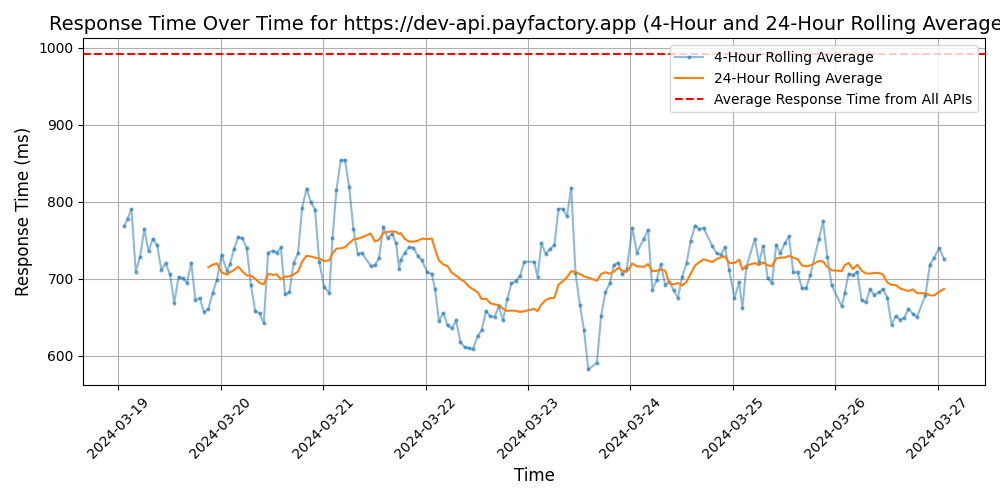 Response Time Over Time for https://dev-api.payfactory.app (4-Hour and 24-Hour Rolling Average
1000
900
800
700
600
Response Time (ms)
4-Hour Rolling Average
24-Hour Rolling Average
Average Response Time from All APIs
2024-03-19
2024-03-20
2024-03-21
2024-03-22
2024-03-23
2024-03-24
2024-03-25
2024-03-26
2024-03-27
Time